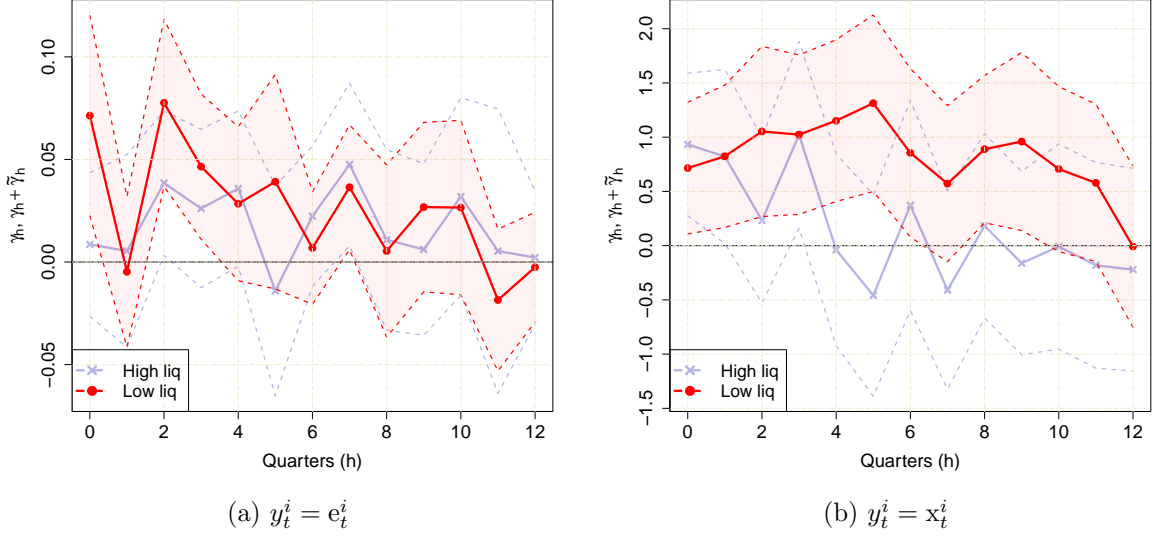 0.10
0.05
0.00
−0.05
γh, γh + γ̃h
High liq
Low liq
0 2 4 6 8 10 12
Quarters (h)
(a) y_t^i = e_t^i
2.0
1.5
1.0
0.5
0.0
−0.5
−1.0
−1.5
γh, γh + γ̃h
High liq
Low liq
0 2 4 6 8 10 12
Quarters (h)
(b) y_t^i = x_t^i